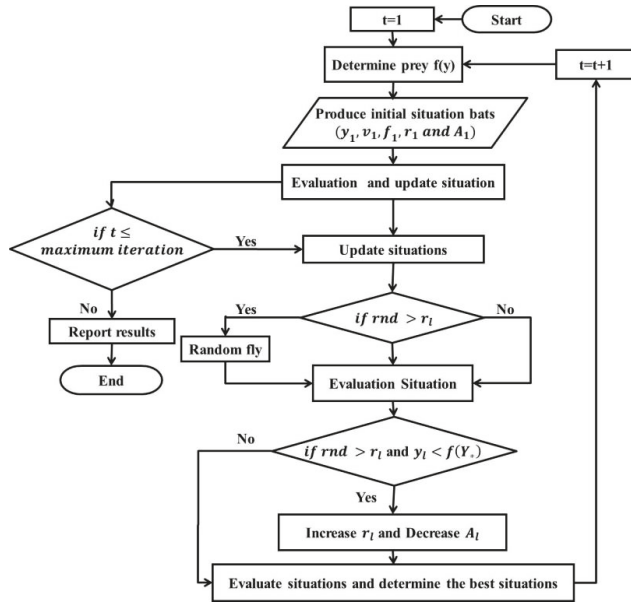 t=1
Start
Determine prey f(y)
t=t+1
Produce initial situation bats
(y₁, v₁, f₁, r₁ and A₁)
Evaluation and update situation
if t ≤
maximum iteration
Yes
Update situations
No
Report results
End
if rnd > rₗ
Yes
No
Random fly
Evaluation Situation
if rnd > rₗ and yₗ < f(Y*)
No
Yes
Increase rₗ and Decrease Aₗ
Evaluate situations and determine the best situations